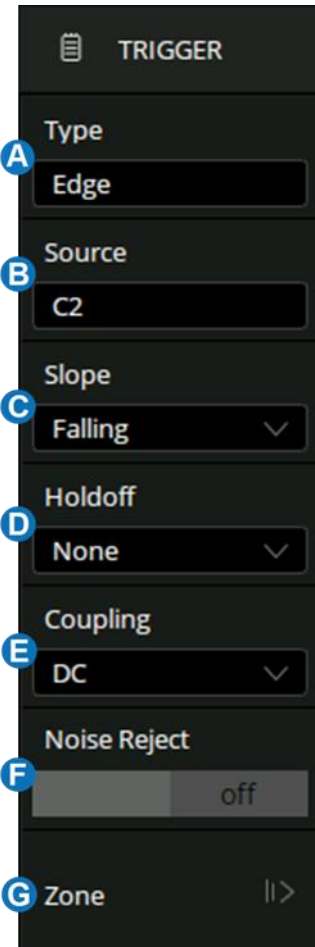 TRIGGER
Type
A
Edge
Source
B
C2
Slope
C
Falling
Holdoff
D
None
Coupling
E
DC
Noise Reject
F
off
G Zone